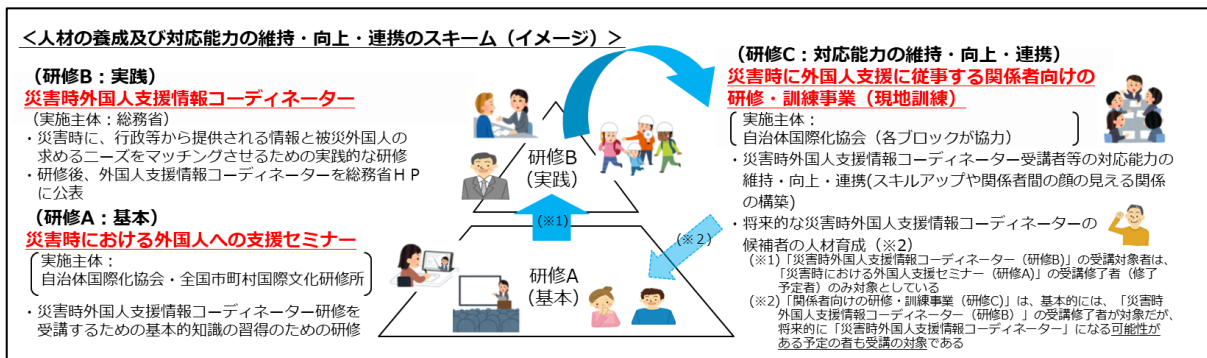 ＜人材の養成及び対応能力の維持・向上・連携のスキーム（イメージ）＞
（研修B：実践）
災害時外国人支援情報コーディネーター
（実施主体：総務省）
・災害時に、行政等から提供される情報と被災外国人の
求めるニーズをマッチングさせるための実践的な研修
・研修後、外国人支援情報コーディネーターを総務省ＨＰ
に公表
（研修A：基本）
災害時における外国人への支援セミナー
実施主体：
自治体国際化協会・全国市町村国際文化研修所
・災害時外国人支援情報コーディネーター研修を
受講するための基本的知識の習得のための研修
研修B
（実践）
(※1)
(※2)
研修A
（基本）
（研修C：対応能力の維持・向上・連携）
災害時に外国人支援に従事する関係者向けの
研修・訓練事業（現地訓練）
実施主体：
自治体国際化協会（各ブロックが協力）
・災害時外国人支援情報コーディネーター受講者等の対応能力の
維持・向上・連携(スキルアップや関係者間の顔の見える関係
の構築)
・将来的な災害時外国人支援情報コーディネーターの
候補者の人材育成（※2）
(※1)「災害時外国人支援情報コーディネーター（研修B）」の受講対象者は、
「災害時における外国人支援セミナー（研修A）」の受講修了者（修了
予定者）のみ対象としている
(※2)「関係者向けの研修・訓練事業（研修C)」は、基本的には、「災害時
外国人支援情報コーディネーター（研修B）」の受講修了者が対象だが、
将来的に「災害時外国人支援情報コーディネーター」になる可能性が
ある予定の者も受講の対象である